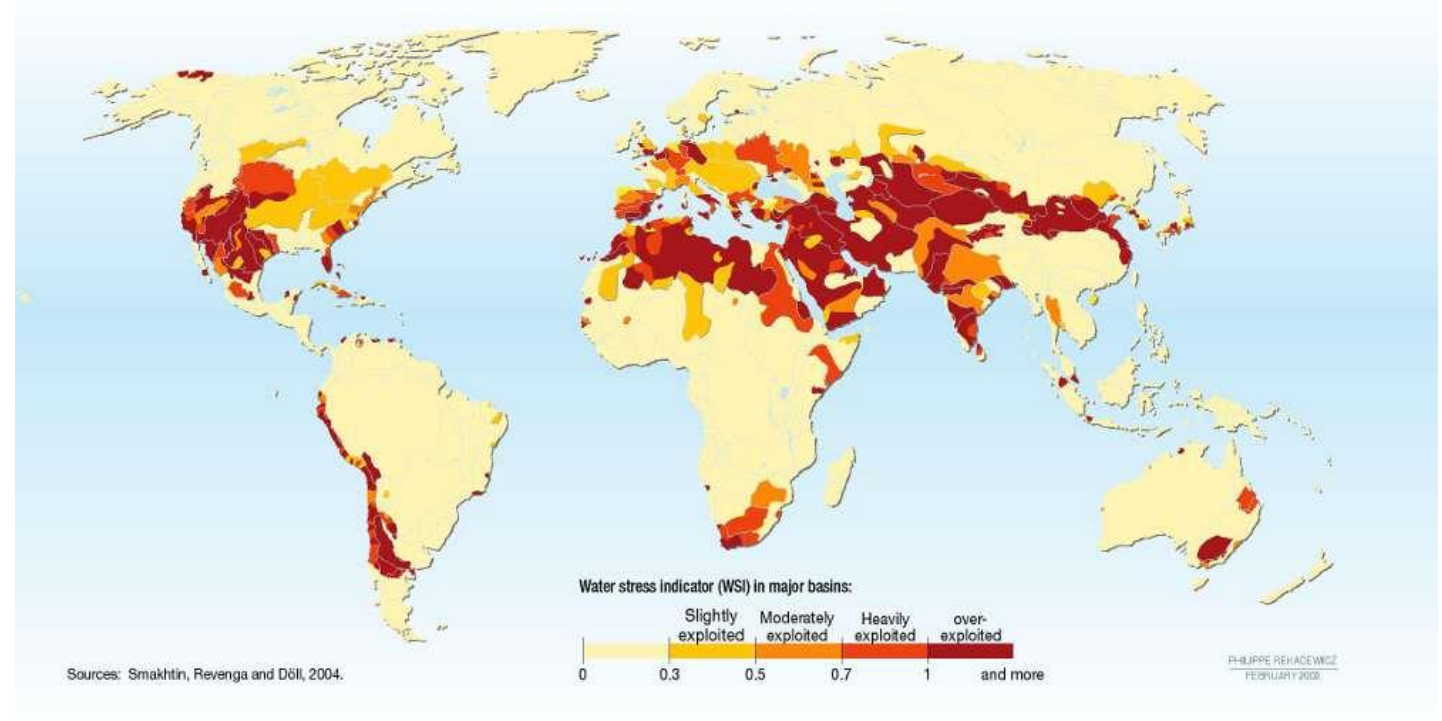 Water stress indicator (WSI) in major basins:
Slightly exploited
Moderately exploited
Heavily exploited
over-exploited
0 0.3 0.5 0.7 1 and more
Sources: Smakhtin, Revenga and Döll, 2004.
PHILIPPE REKACEWICZ
FEBRUARY 2002